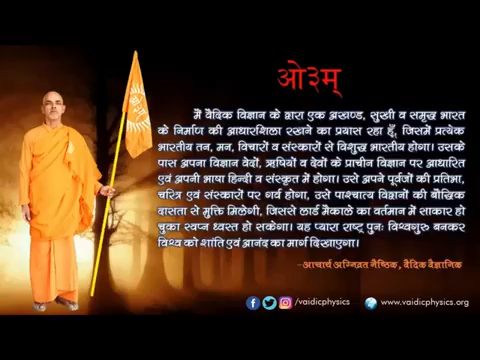 ओ३म्
मैं वैदिक विज्ञान के द्वारा एक अखण्ड, सुखी व समृद्ध भारत
के निर्माण की आधारशिला रखने का प्रयास कर रहा हूँ, जिसमें प्रत्येक
भारतीय तन, मन, विचारों व संस्कारों से विशुद्ध भारतीय होगा। उसके
पास अपना विज्ञान वेदों, ऋषियों व देवों के प्राचीन विज्ञान पर आधारित
एवं अपनी भाषा हिन्दी व संस्कृत में होगा। उसे अपने पूर्वजों की प्रतिभा,
चरित्र एवं संस्कारों पर गर्व होगा, उसे पाश्चात्य विद्वानों की बौद्धिक
दासता से मुक्ति मिलेगी, जिससे लार्ड मैकाले का वर्तमान में साकार हो
चुका स्वप्न ध्वस्त हो सकेगा। यह प्यारा राष्ट्र पुनः विश्वगुरु बनकर
विश्व को शांति एवं आनंद का मार्ग दिखाएगा।
-आचार्य अग्निव्रत नैष्ठिक, वैदिक वैज्ञानिक
/vaidicphysics www.vaidicphysics.org